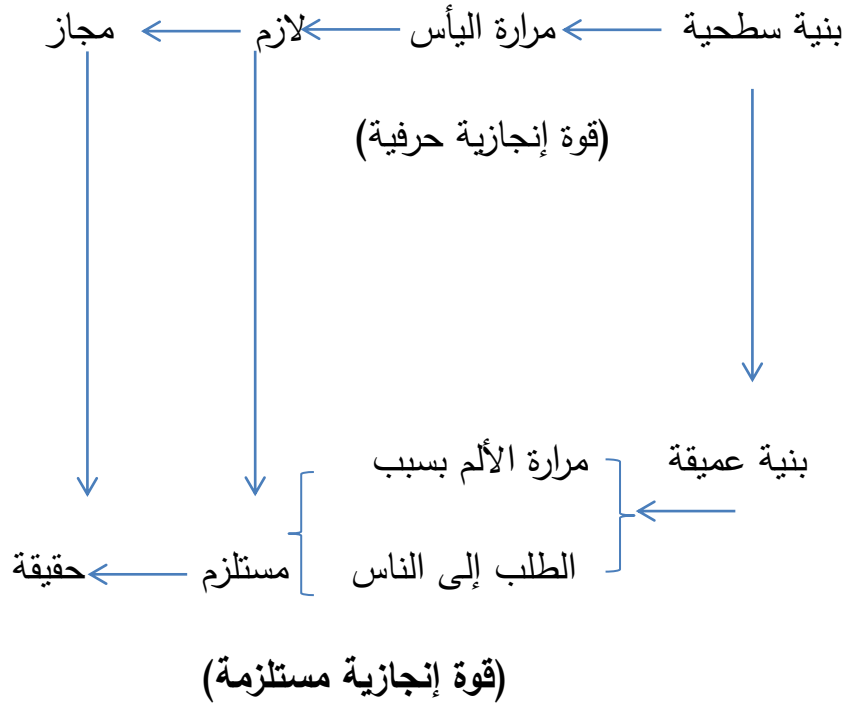 بنية سطحية مرارة اليأس لازم مجاز
(قوة إنجازية حرفية)
بنية عميقة مرارة الألم بسبب
الطلب إلى الناس مستلزم حقيقة
(قوة إنجازية مستلزمة)